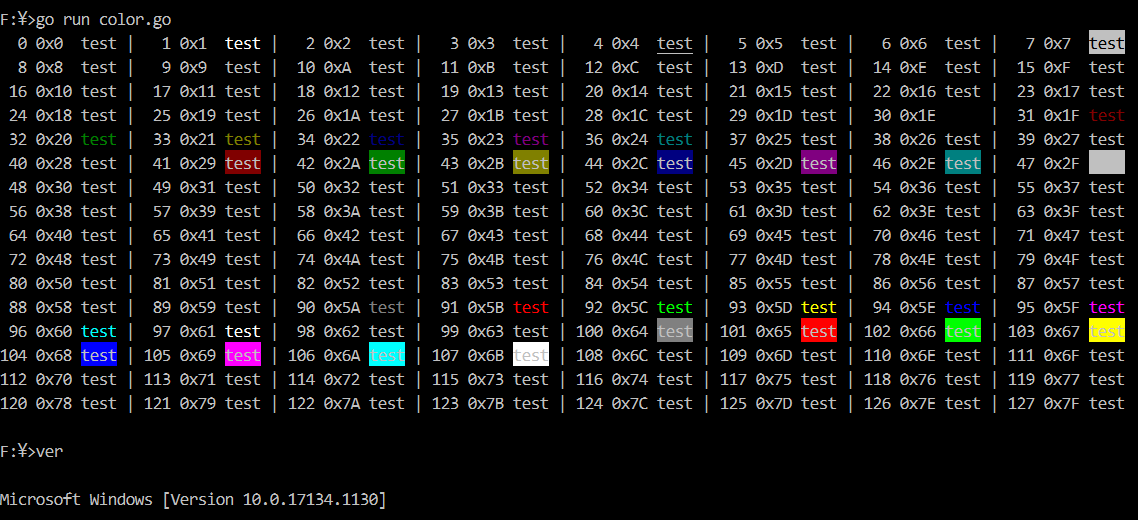 F:¥>go run color.go
0 0x0 test | 1 0x1 test | 2 0x2 test | 3 0x3 test | 4 0x4 test | 5 0x5 test | 6 0x6 test | 7 0x7 test
8 0x8 test | 9 0x9 test | 10 0xA test | 11 0xB test | 12 0xC test | 13 0xD test | 14 0xE test | 15 0xF test
16 0x10 test | 17 0x11 test | 18 0x12 test | 19 0x13 test | 20 0x14 test | 21 0x15 test | 22 0x16 test | 23 0x17 test
24 0x18 test | 25 0x19 test | 26 0x1A test | 27 0x1B test | 28 0x1C test | 29 0x1D test | 30 0x1E | 31 0x1F test
32 0x20 test | 33 0x21 test | 34 0x22 test | 35 0x23 test | 36 0x24 test | 37 0x25 test | 38 0x26 test | 39 0x27 test
40 0x28 test | 41 0x29 test | 42 0x2A test | 43 0x2B test | 44 0x2C test | 45 0x2D test | 46 0x2E test | 47 0x2F
48 0x30 test | 49 0x31 test | 50 0x32 test | 51 0x33 test | 52 0x34 test | 53 0x35 test | 54 0x36 test | 55 0x37 test
56 0x38 test | 57 0x39 test | 58 0x3A test | 59 0x3B test | 60 0x3C test | 61 0x3D test | 62 0x3E test | 63 0x3F test
64 0x40 test | 65 0x41 test | 66 0x42 test | 67 0x43 test | 68 0x44 test | 69 0x45 test | 70 0x46 test | 71 0x47 test
72 0x48 test | 73 0x49 test | 74 0x4A test | 75 0x4B test | 76 0x4C test | 77 0x4D test | 78 0x4E test | 79 0x4F test
80 0x50 test | 81 0x51 test | 82 0x52 test | 83 0x53 test | 84 0x54 test | 85 0x55 test | 86 0x56 test | 87 0x57 test
88 0x58 test | 89 0x59 test | 90 0x5A test | 91 0x5B test | 92 0x5C test | 93 0x5D test | 94 0x5E test | 95 0x5F test
96 0x60 test | 97 0x61 test | 98 0x62 test | 99 0x63 test | 100 0x64 test | 101 0x65 test | 102 0x66 test | 103 0x67 test
104 0x68 test | 105 0x69 test | 106 0x6A test | 107 0x6B test | 108 0x6C test | 109 0x6D test | 110 0x6E test | 111 0x6F test
112 0x70 test | 113 0x71 test | 114 0x72 test | 115 0x73 test | 116 0x74 test | 117 0x75 test | 118 0x76 test | 119 0x77 test
120 0x78 test | 121 0x79 test | 122 0x7A test | 123 0x7B test | 124 0x7C test | 125 0x7D test | 126 0x7E test | 127 0x7F test
F:¥>ver
Microsoft Windows [Version 10.0.17134.1130]